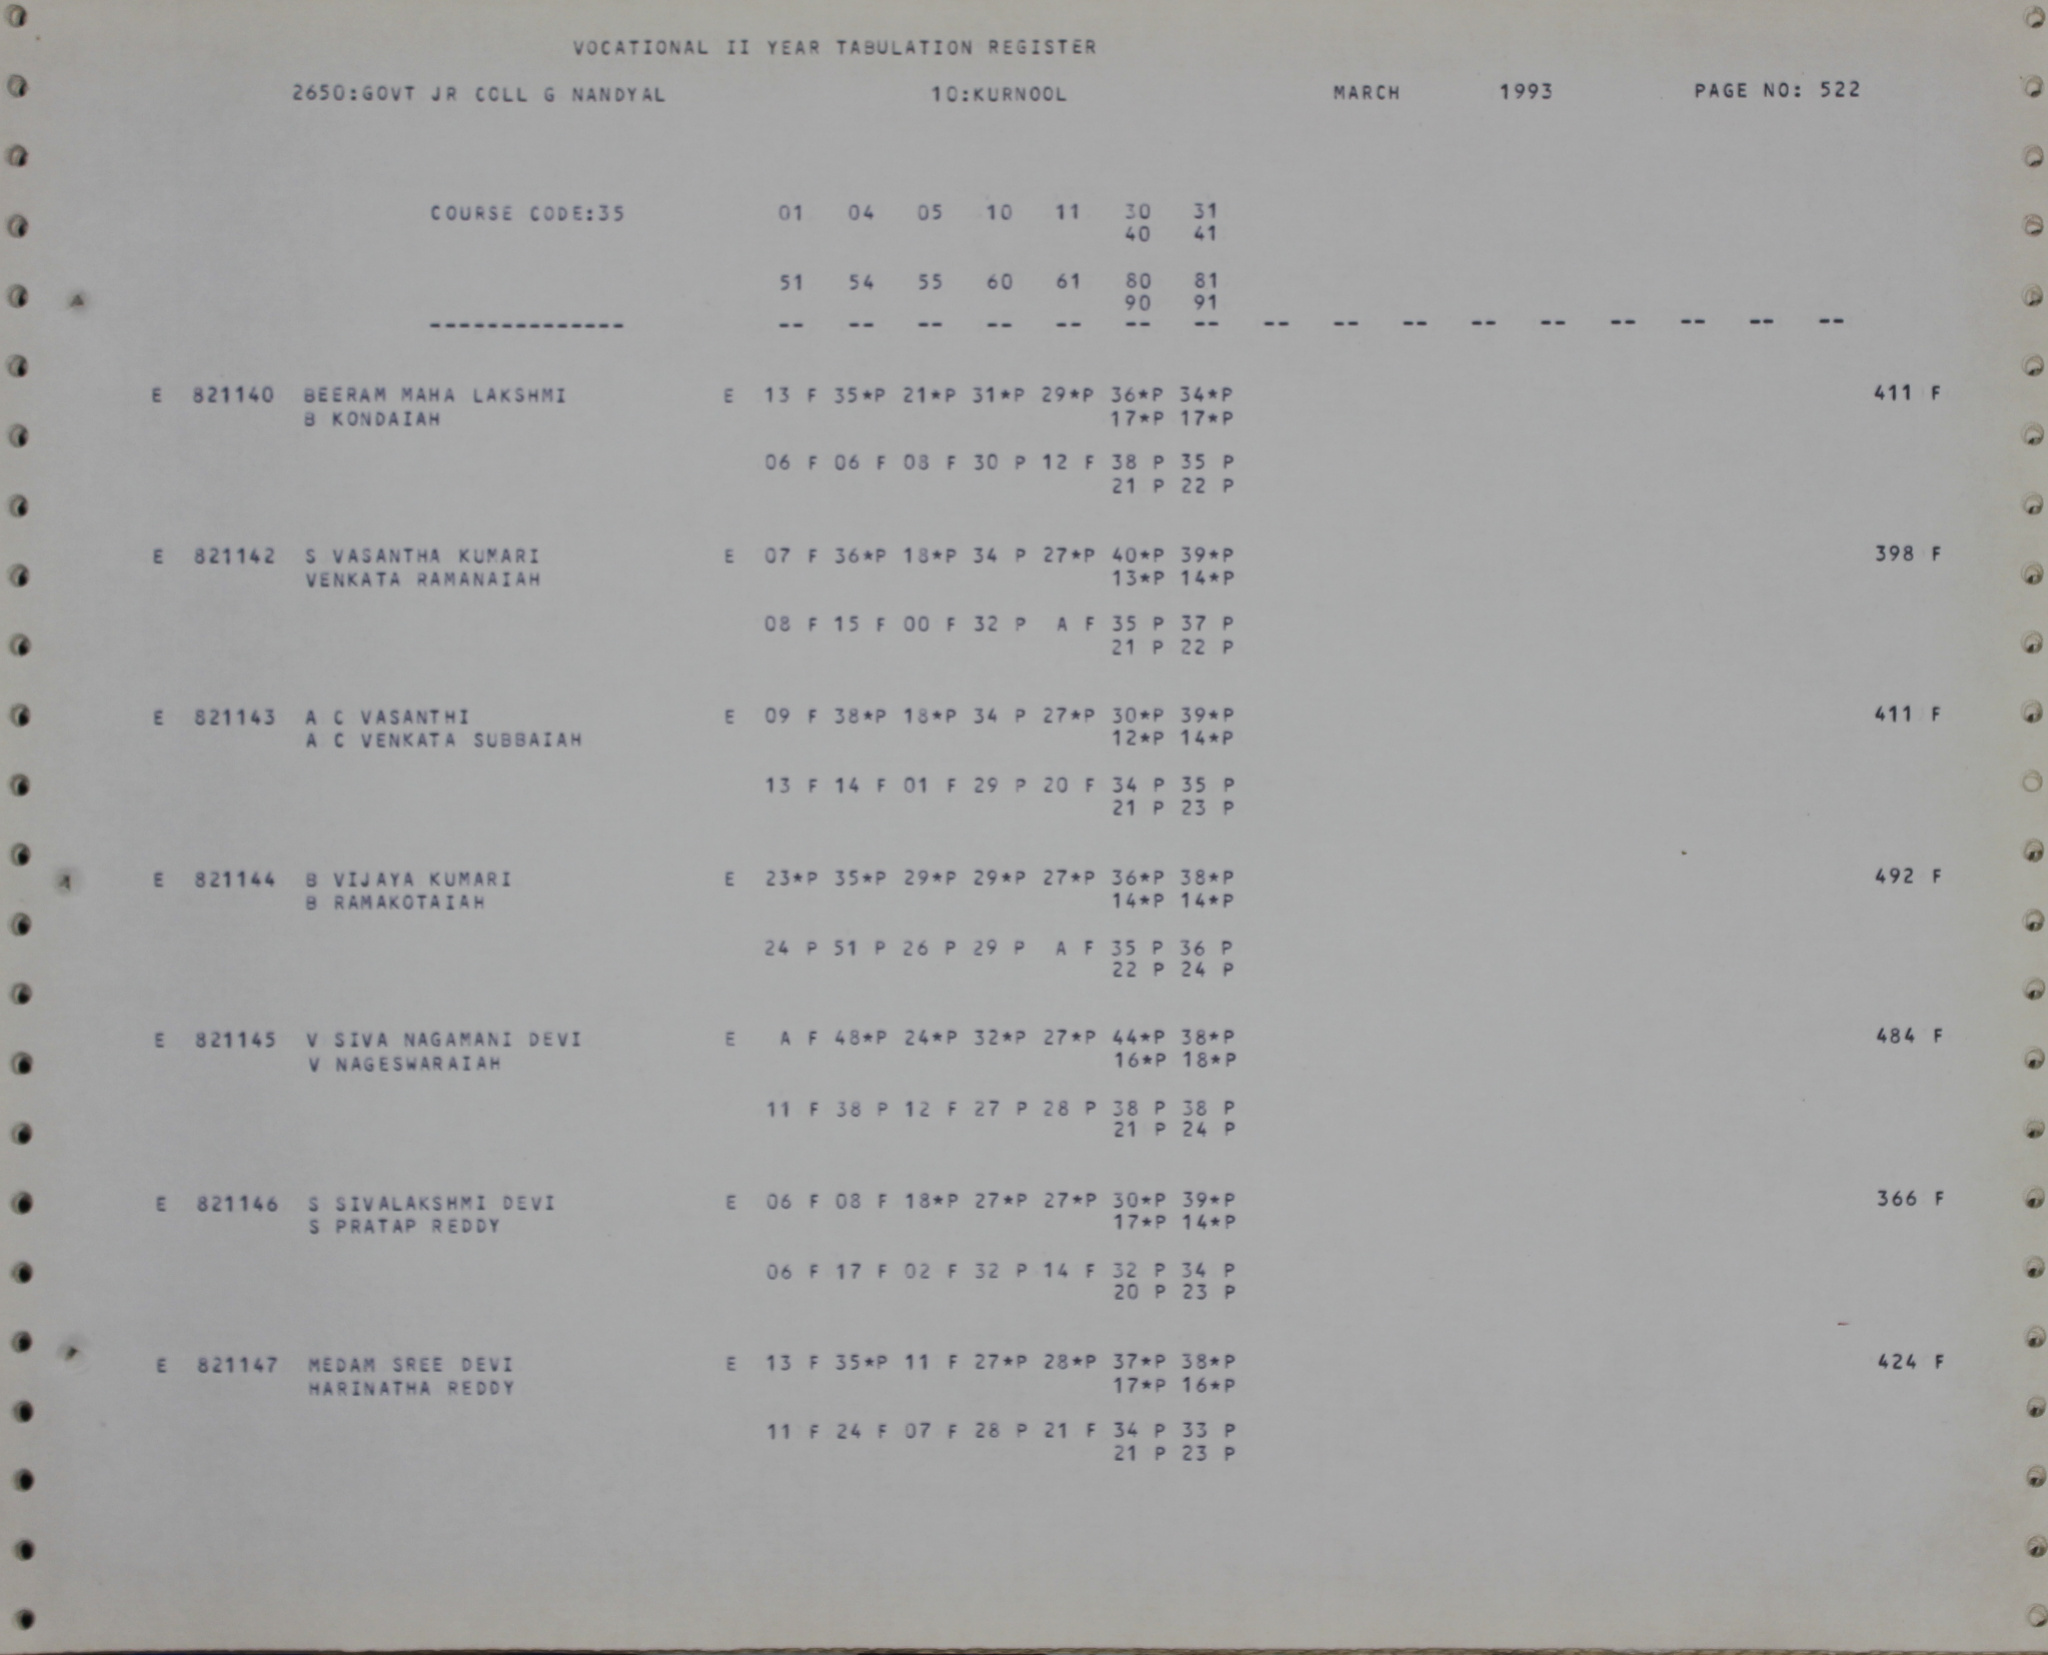 VOCATIONAL II YEAR TABULATION REGISTER
2650:GOVT JR COLL G NANDYAL 10:KURNOOL MARCH 1993 PAGE NO: 522
COURSE CODE:35 01 04 05 10 11 30 31
40 41
51 54 55 60 61 80 81
90 91
-------------- -- -- -- -- -- -- -- -- -- -- -- -- -- -- -- --
E 821140 BEERAM MAHA LAKSHMI E 13 F 35*P 21*P 31*P 29*P 36*P 34*P 411 F
B KONDAIAH 17*P 17*P
06 F 06 F 08 F 30 P 12 F 38 P 35 P
21 P 22 P
E 821142 S VASANTHA KUMARI E 07 F 36*P 18*P 34 P 27*P 40*P 39*P 398 F
VENKATA RAMANAIAH 13*P 14*P
08 F 15 F 00 F 32 P A F 35 P 37 P
21 P 22 P
E 821143 A C VASANTHI E 09 F 38*P 18*P 34 P 27*P 30*P 39*P 411 F
A C VENKATA SUBBAIAH 12*P 14*P
13 F 14 F 01 F 29 P 20 F 34 P 35 P
21 P 23 P
E 821144 B VIJAYA KUMARI E 23*P 35*P 29*P 29*P 27*P 36*P 38*P 492 F
B RAMAKOTAIAH 14*P 14*P
24 P 51 P 26 P 29 P A F 35 P 36 P
22 P 24 P
E 821145 V SIVA NAGAMANI DEVI E A F 48*P 24*P 32*P 27*P 44*P 38*P 484 F
V NAGESWARAIAH 16*P 18*P
11 F 38 P 12 F 27 P 28 P 38 P 38 P
21 P 24 P
E 821146 S SIVALAKSHMI DEVI E 06 F 08 F 18*P 27*P 27*P 30*P 39*P 366 F
S PRATAP REDDY 17*P 14*P
06 F 17 F 02 F 32 P 14 F 32 P 34 P
20 P 23 P
E 821147 MEDAM SREE DEVI E 13 F 35*P 11 F 27*P 28*P 37*P 38*P 424 F
HARINATHA REDDY 17*P 16*P
11 F 24 F 07 F 28 P 21 F 34 P 33 P
21 P 23 P